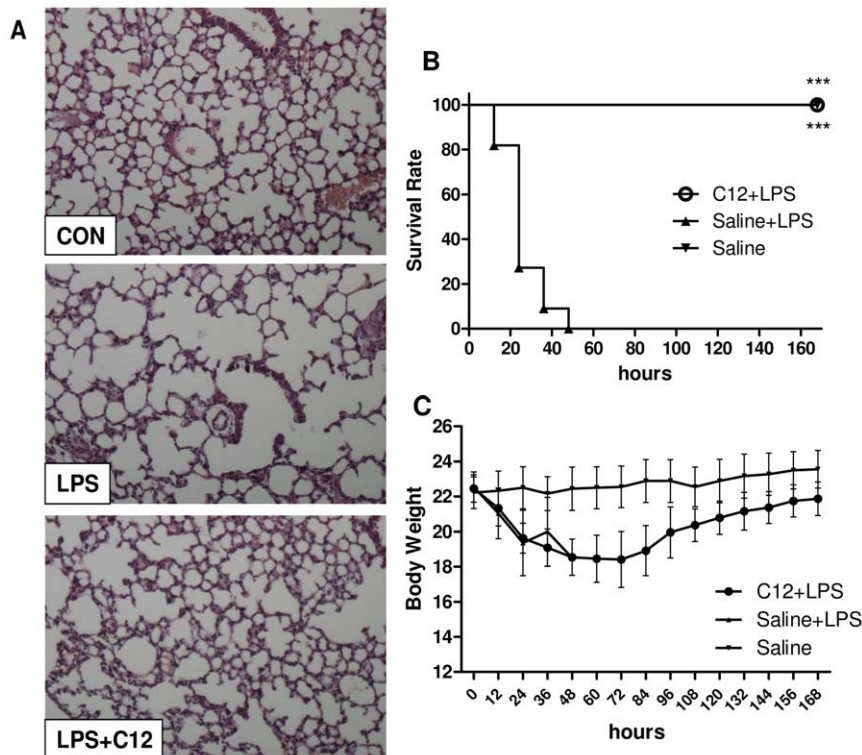 A
CON
LPS
LPS+C12
B
***
***
100
80
60
40
20
0
Survival Rate
C12+LPS
Saline+LPS
Saline
0 20 40 60 80 100 120 140 160
hours
C
26
24
22
20
18
16
14
12
Body Weight
C12+LPS
Saline+LPS
Saline
0 12 24 36 48 60 72 84 96 108 120 132 144 156 168
hours